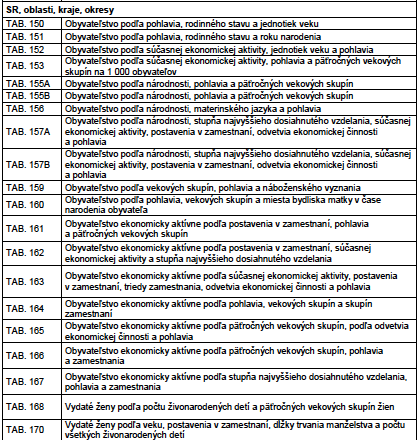 SR, oblasti, kraje, okresy
TAB. 150 Obyvateľstvo podľa pohlavia, rodinného stavu a jednotiek veku
TAB. 151 Obyvateľstvo podľa pohlavia, rodinného stavu a roku narodenia
TAB. 152 Obyvateľstvo podľa súčasnej ekonomickej aktivity, jednotiek veku a pohlavia
TAB. 153 Obyvateľstvo podľa súčasnej ekonomickej aktivity, pohlavia a päťročných vekových
skupín na 1 000 obyvateľov
TAB. 155A Obyvateľstvo podľa národnosti, pohlavia a päťročných vekových skupín
TAB. 155B Obyvateľstvo podľa národnosti, pohlavia a päťročných vekových skupín
TAB. 156 Obyvateľstvo podľa národnosti, materinského jazyka a pohlavia
TAB. 157A Obyvateľstvo podľa národnosti, stupňa najvyššieho dosiahnutého vzdelania, súčasnej
ekonomickej aktivity, postavenia v zamestnaní, odvetvia ekonomickej činnosti
a pohlavia
TAB. 157B Obyvateľstvo podľa národnosti, stupňa najvyššieho dosiahnutého vzdelania, súčasnej
ekonomickej aktivity, postavenia v zamestnaní, odvetvia ekonomickej činnosti
a pohlavia
TAB. 159 Obyvateľstvo podľa vekových skupín, pohlavia a náboženského vyznania
TAB. 160 Obyvateľstvo podľa pohlavia, vekových skupín a miesta bydliska matky v čase
narodenia obyvateľa
TAB. 161 Obyvateľstvo ekonomicky aktívne podľa postavenia v zamestnaní, pohlavia
a päťročných vekových skupín
TAB. 162 Obyvateľstvo ekonomicky aktívne podľa postavenia v zamestnaní, súčasnej
ekonomickej aktivity a stupňa najvyššieho dosiahnutého vzdelania
TAB. 163 Obyvateľstvo ekonomicky aktívne podľa súčasnej ekonomickej aktivity, postavenia
v zamestnaní, triedy zamestnania, odvetvia ekonomickej činnosti a pohlavia
TAB. 164 Obyvateľstvo ekonomicky aktívne podľa pohlavia, vekových skupín a skupín
zamestnaní
TAB. 165 Obyvateľstvo ekonomicky aktívne podľa päťročných vekových skupín, podľa odvetvia
ekonomickej činnosti a pohlavia
TAB. 166 Obyvateľstvo ekonomicky aktívne podľa päťročných vekových skupín, pohlavia
a zamestnania
TAB. 167 Obyvateľstvo ekonomicky aktívne podľa stupňa najvyššieho dosiahnutého vzdelania,
pohlavia a zamestnania
TAB. 168 Vydaté ženy podľa počtu živonarodených detí a päťročných vekových skupín žien
TAB. 170 Vydaté ženy podľa veku, postavenia v zamestnaní, dĺžky trvania manželstva a počtu
všetkých živonarodených detí